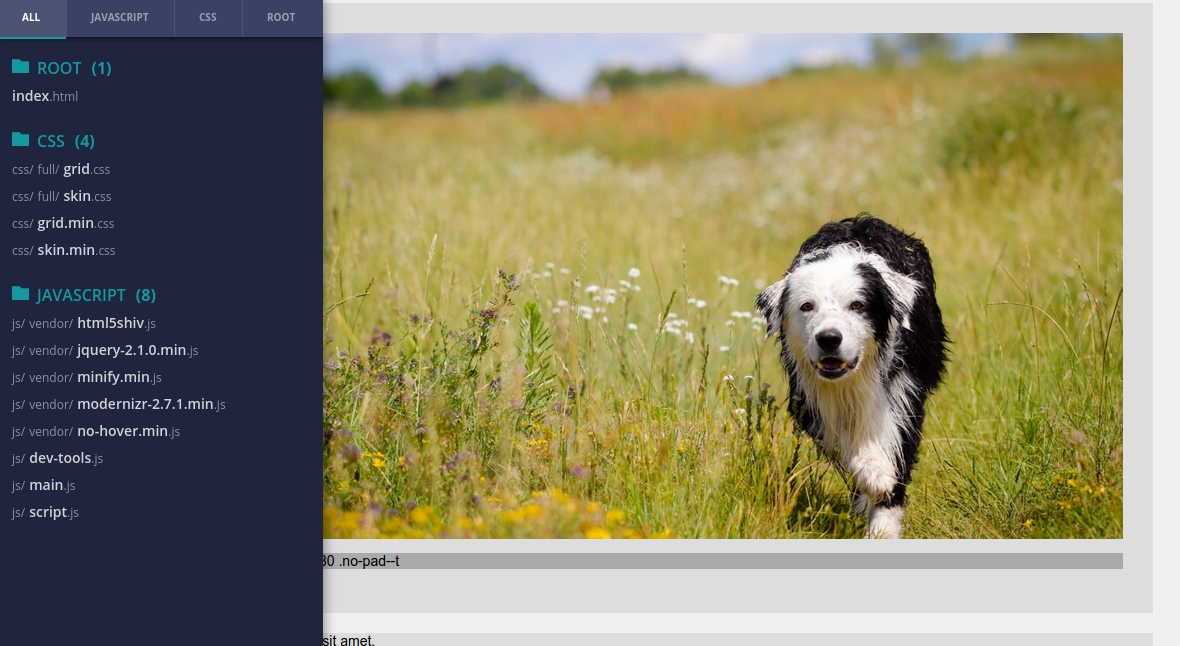 ALL JAVASCRIPT CSS ROOT
ROOT (1)
index.html
CSS (4)
css/ full/ grid.css
css/ full/ skin.css
css/ grid.min.css
css/ skin.min.css
JAVASCRIPT (8)
js/ vendor/ html5shiv.js
js/ vendor/ jquery-2.1.0.min.js
js/ vendor/ minify.min.js
js/ vendor/ modernizr-2.7.1.min.js
js/ vendor/ no-hover.min.js
js/ dev-tools.js
js/ main.js
js/ script.js
.no-pad--t
sit amet.